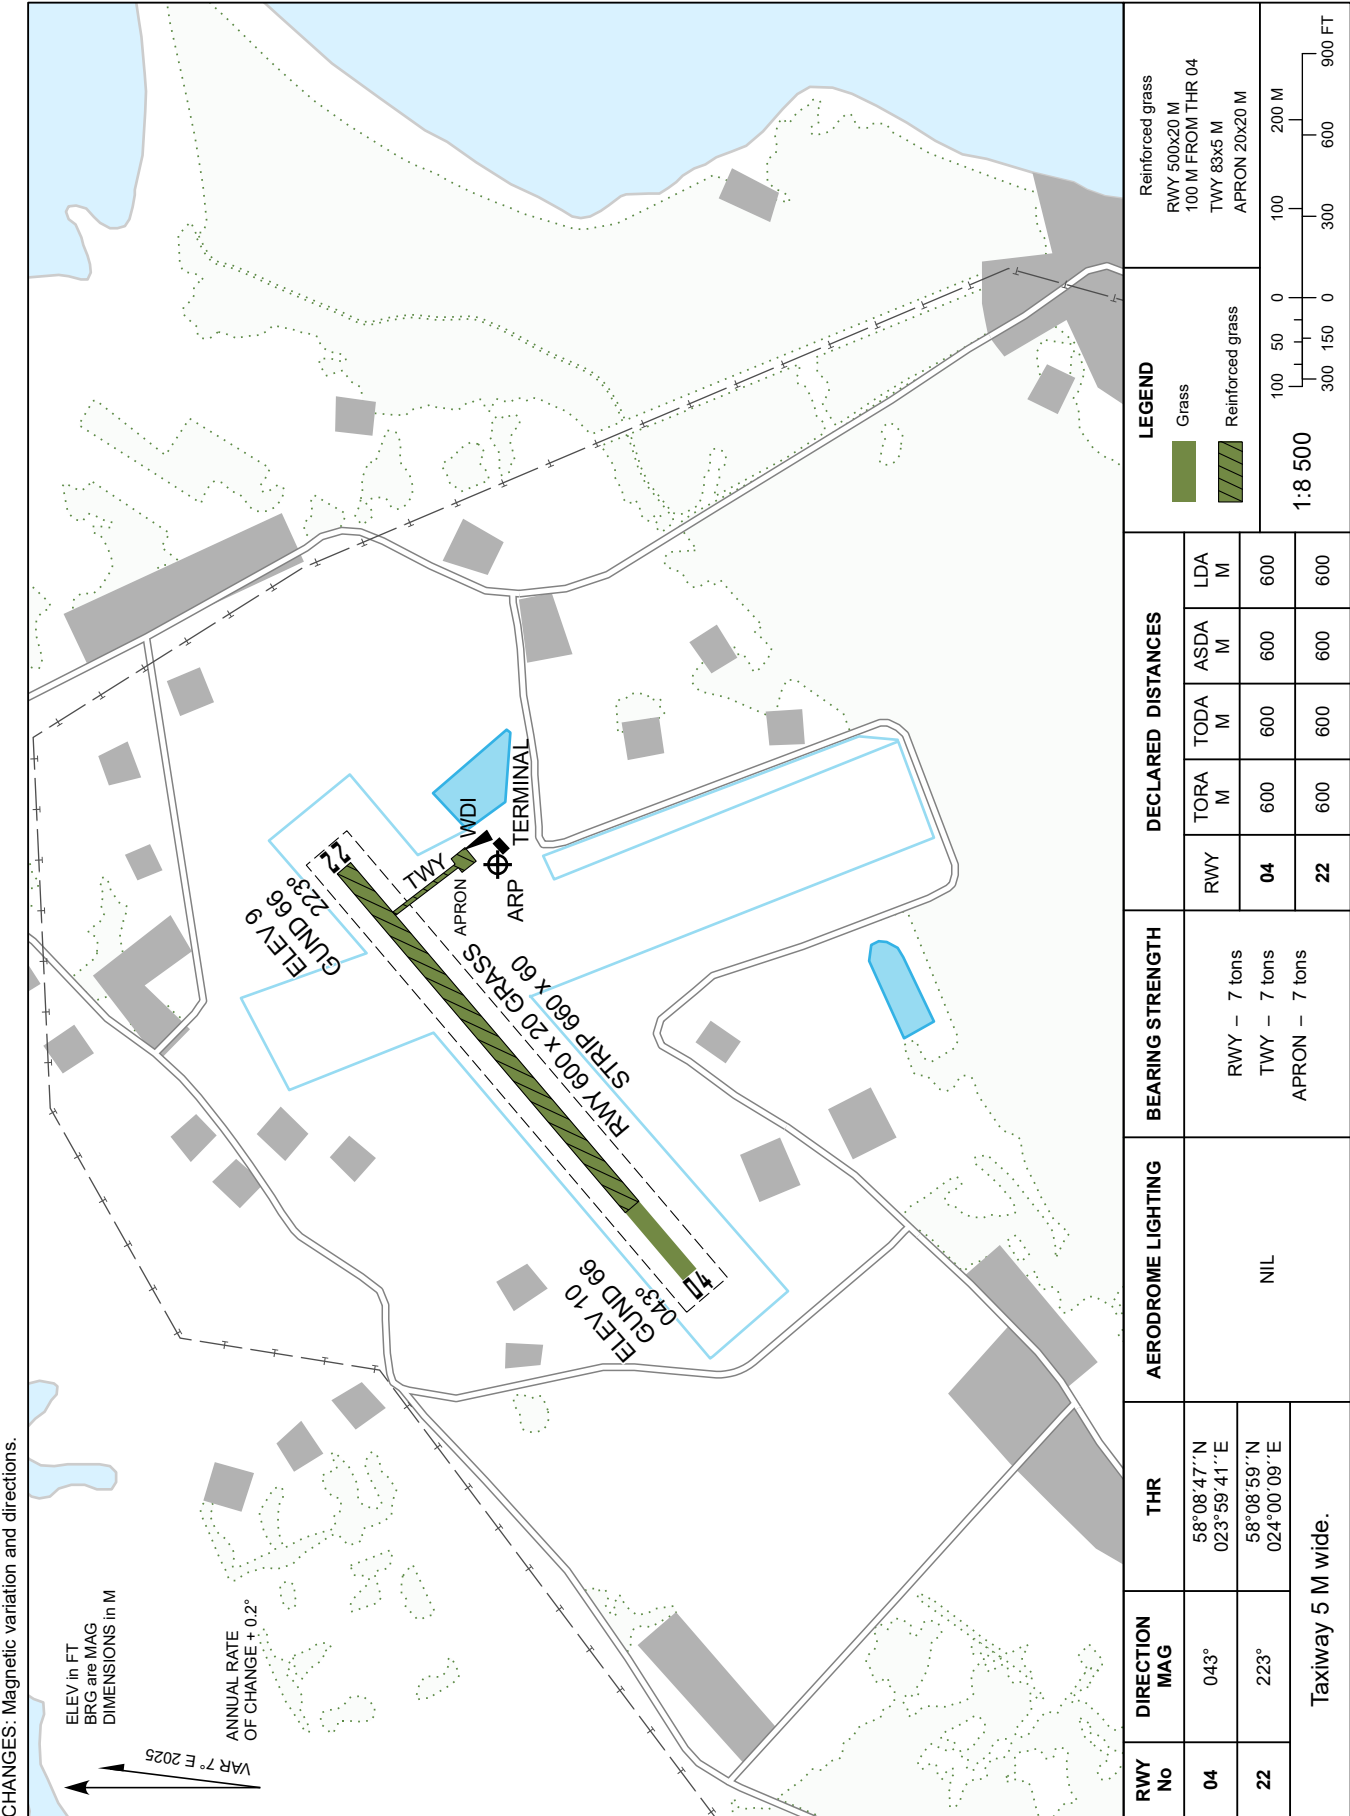 CHANGES: Magnetic variation and directions.
ELEV in FT
BRG are MAG
DIMENSIONS in M
VAR 7° E 2025
ANNUAL RATE
OF CHANGE + 0.2°
ELEV 9
GUND 66
223°
22
TWY
APRON
WDI
TERMINAL
ARP
RWY 600 x 20 GRASS
STRIP 660 x 60
ELEV 10
GUND 66
043°
04
RWY
No
DIRECTION
MAG
THR
AERODROME LIGHTING
BEARING STRENGTH
DECLARED DISTANCES
LEGEND
04
043°
58°08´47´´N
023°59´41´´E
22
223°
58°08´59´´N
024°00´09´´E
Taxiway 5 M wide.
NIL
RWY – 7 tons
TWY – 7 tons
APRON – 7 tons
RWY
TORA
M
TODA
M
ASDA
M
LDA
M
04 600 600 600 600
22 600 600 600 600
Grass
Reinforced grass
Reinforced grass
RWY 500x20 M
100 M FROM THR 04
TWY 83x5 M
APRON 20x20 M
1:8 500
100 50 0 100 200 M
300 150 0 300 600 900 FT